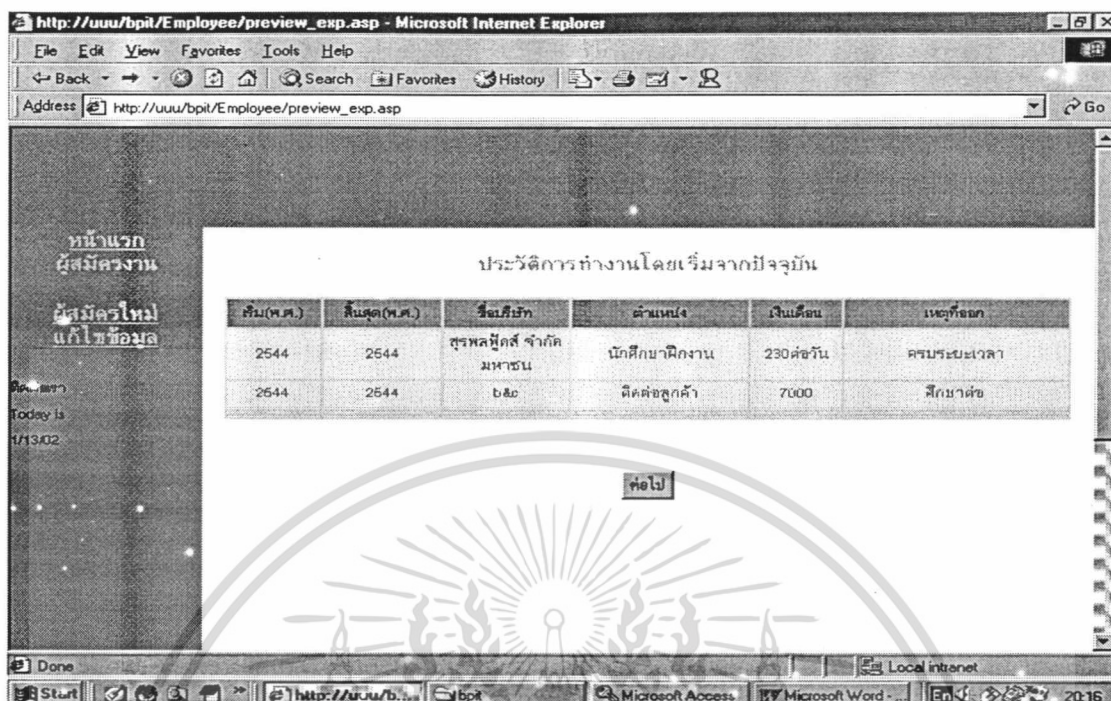 http://uuu/bpit/Employee/preview_exp.asp - Microsoft Internet Explorer
File Edit View Favorites Tools Help
Back Search Favorites History
Address http://uuu/bpit/Employee/preview_exp.asp Go
หน้าแรก
ผู้สมัครงาน
ผู้สมัครใหม่
แก้ไขข้อมูล
ติดต่อเรา
Today is
1/13/02
ประวัติการทำงานโดยเริ่มจากปัจจุบัน
เริ่ม(พ.ศ.) สิ้นสุด(พ.ศ.) ชื่อบริษัท ตำแหน่ง เงินเดือน เหตุที่ออก
2544 2544 สุรพลฟู้ดส์ จำกัด มหาชน นักศึกษาฝึกงาน 230ต่อวัน ครบระยะเวลา
2544 2544 b&c ติดต่อลูกค้า 7000 ศึกษาต่อ
ต่อไป
Done Local intranet
Start http://uuu/b... bpit Microsoft Access Microsoft Word - ... En 20:16